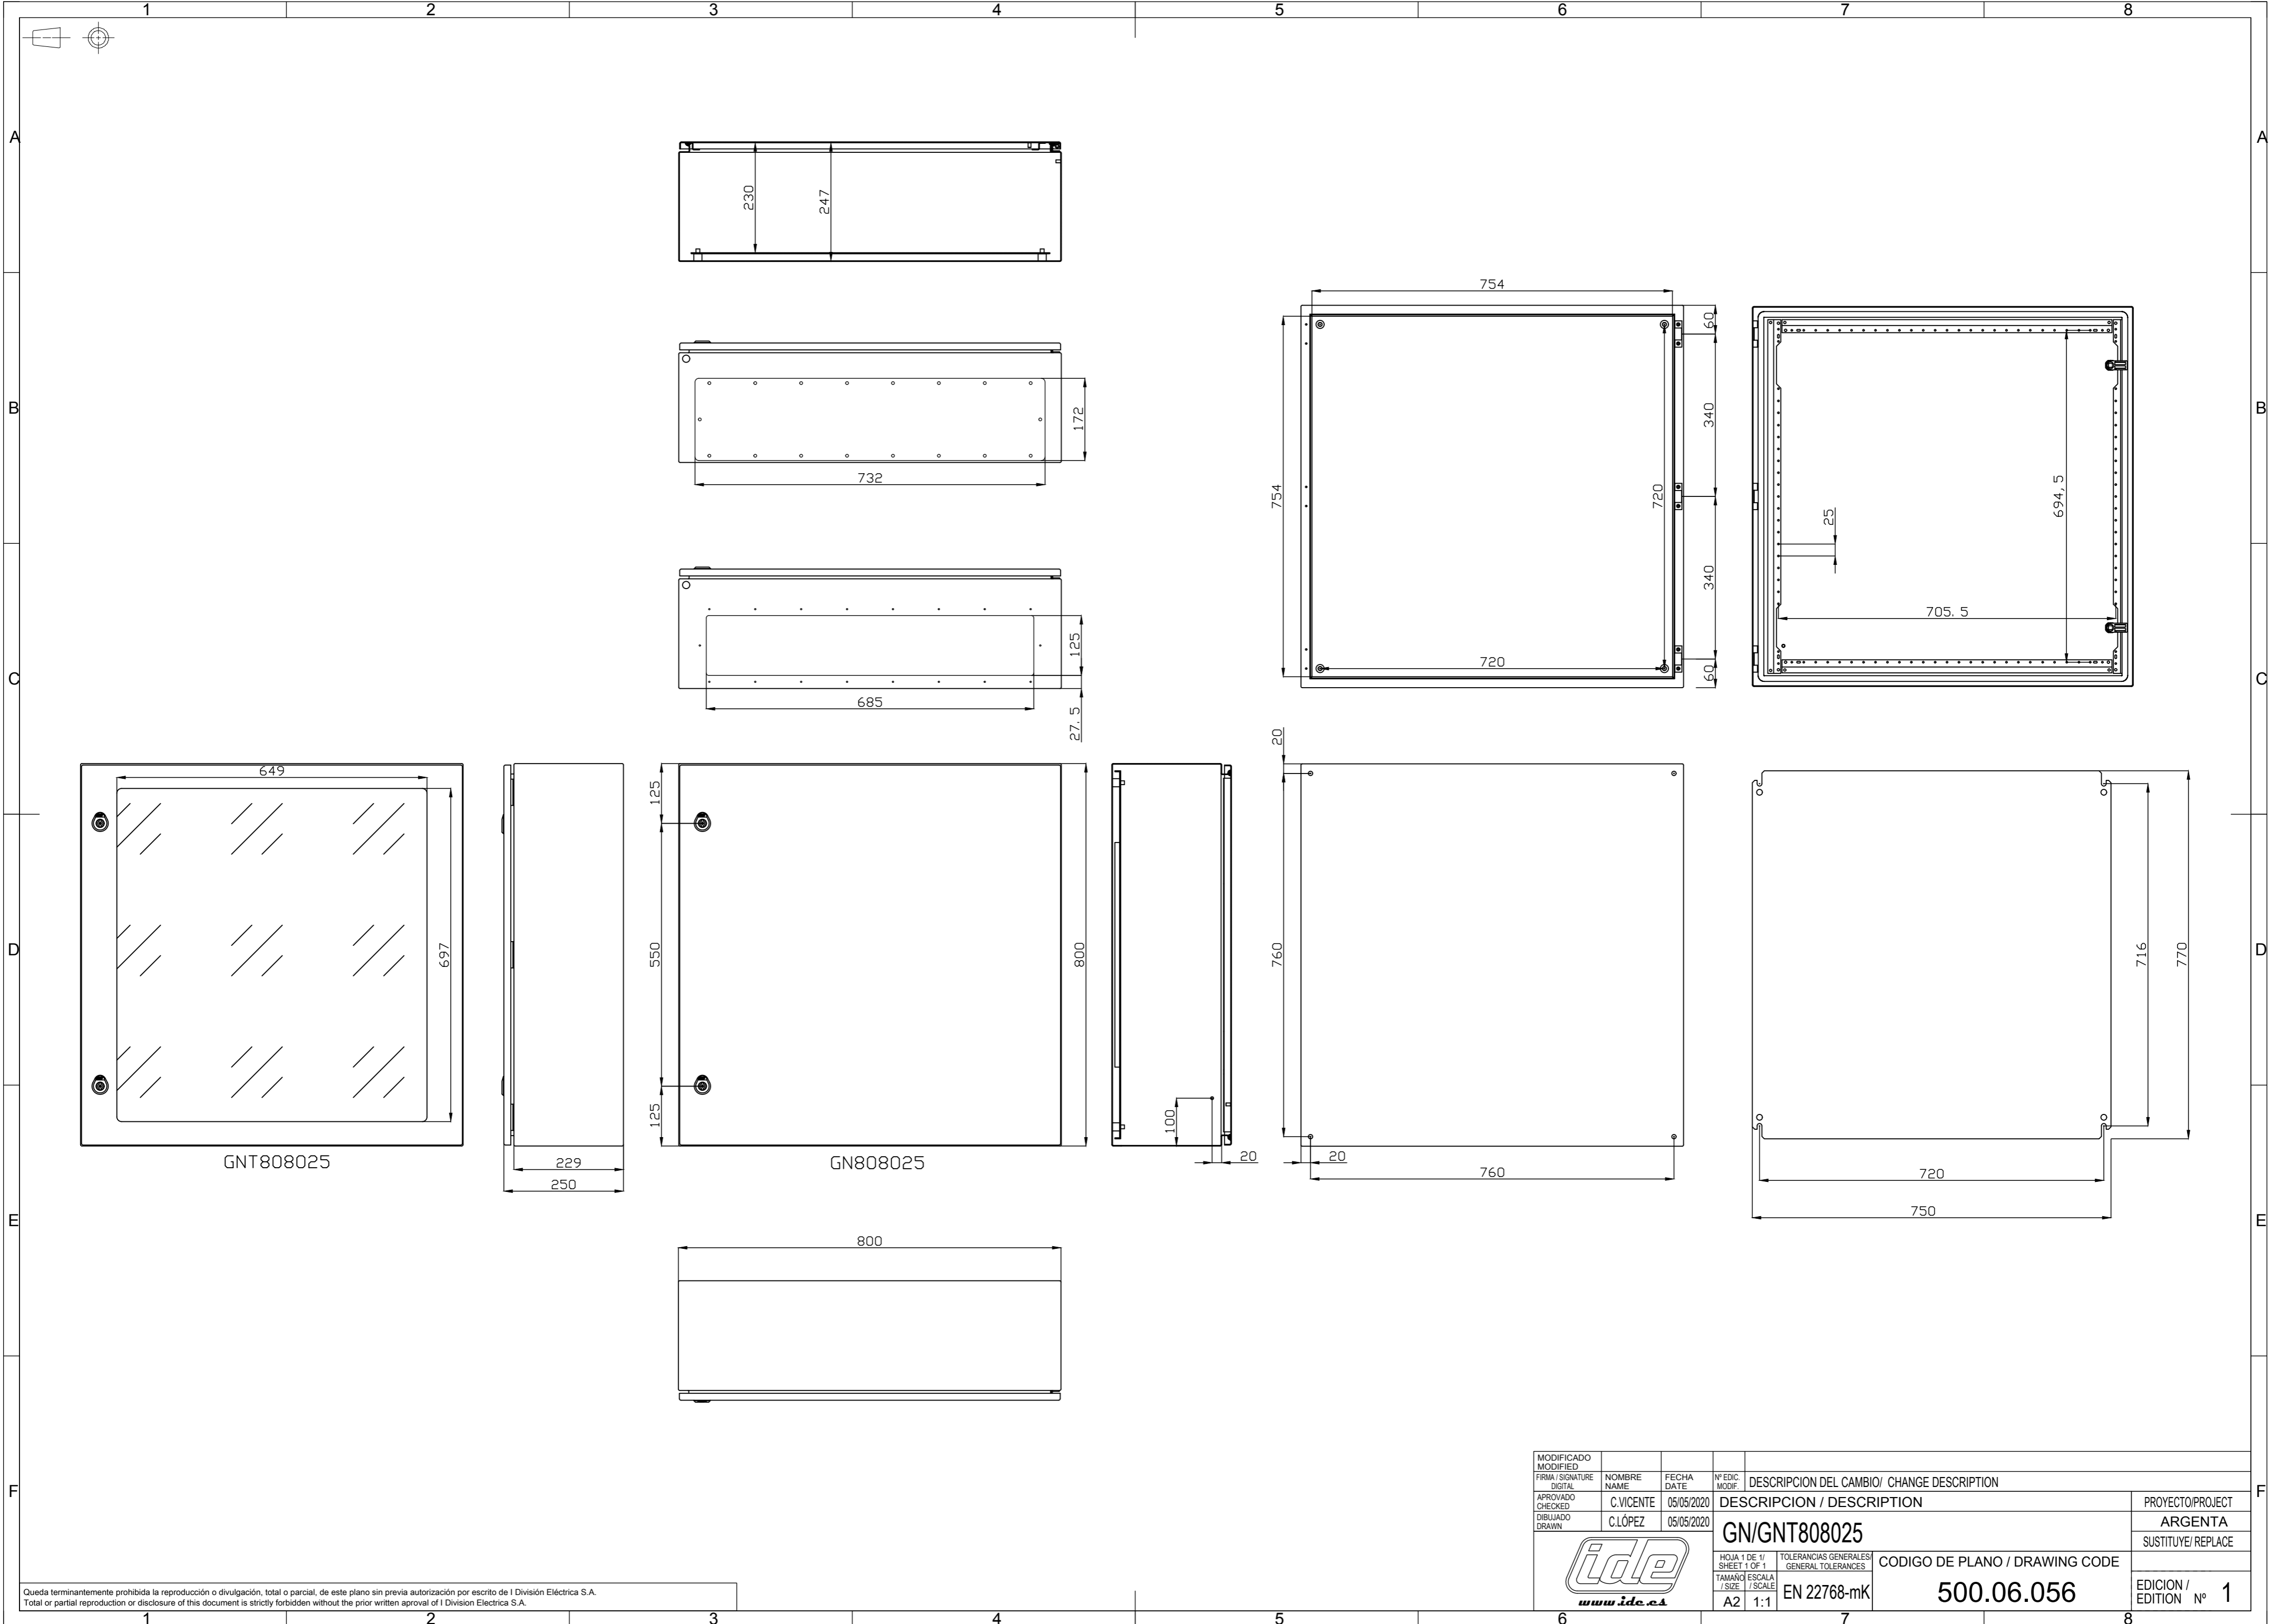 1 2 3 4 5 6 7 8
A A
230
247
754
60
B B
172
732
340
754
720
694,5
25
340
705. 5
125
720
C C
60
685
27. 5
20
649
125
550
697
800
760
716
770
D D
125
100
GNT808025
GN808025
229
250
20
20
760
720
750
E E
800
F F
MODIFICADO
MODIFIED
FIRMA / SIGNATURE
DIGITAL
NOMBRE
NAME
FECHA
DATE
Nº EDIC.
MODIF.
DESCRIPCION DEL CAMBIO/ CHANGE DESCRIPTION
APROVADO
CHECKED
C.VICENTE 05/05/2020
DESCRIPCION / DESCRIPTION
PROYECTO/PROJECT
DIBUJADO
DRAWN
C.LÓPEZ 05/05/2020
GN/GNT808025
ARGENTA
SUSTITUYE/ REPLACE
ide
www.ide.es
HOJA 1 DE 1/
SHEET 1 OF 1
TOLERANCIAS GENERALES/
GENERAL TOLERANCES
CODIGO DE PLANO / DRAWING CODE
TAMAÑO
/ SIZE
ESCALA
/ SCALE
A2 1:1
EN 22768-mK
500.06.056
EDICION /
EDITION Nº 1
Queda terminantemente prohibida la reproducción o divulgación, total o parcial, de este plano sin previa autorización por escrito de I División Eléctrica S.A.
Total or partial reproduction or disclosure of this document is strictly forbidden without the prior written aproval of I Division Electrica S.A.
1 2 3 4 5 6 7 8